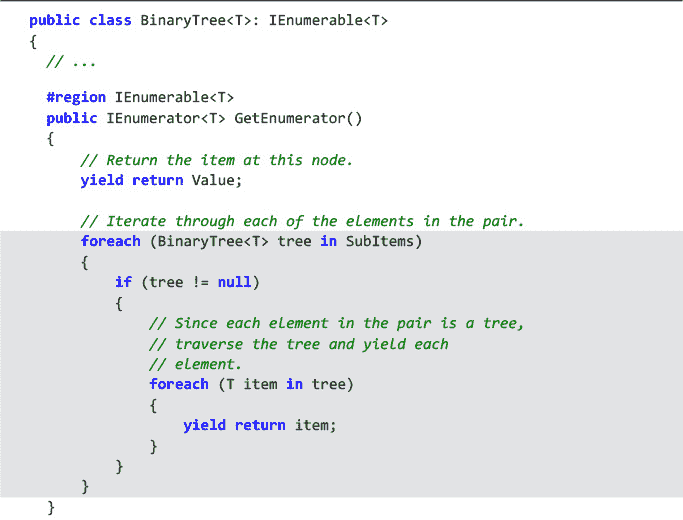 public class BinaryTree<T>: IEnumerable<T>
{
// ...
#region IEnumerable<T>
public IEnumerator<T> GetEnumerator()
{
// Return the item at this node.
yield return Value;
// Iterate through each of the elements in the pair.
foreach (BinaryTree<T> tree in SubItems)
{
if (tree != null)
{
// Since each element in the pair is a tree,
// traverse the tree and yield each
// element.
foreach (T item in tree)
{
yield return item;
}
}
}
}